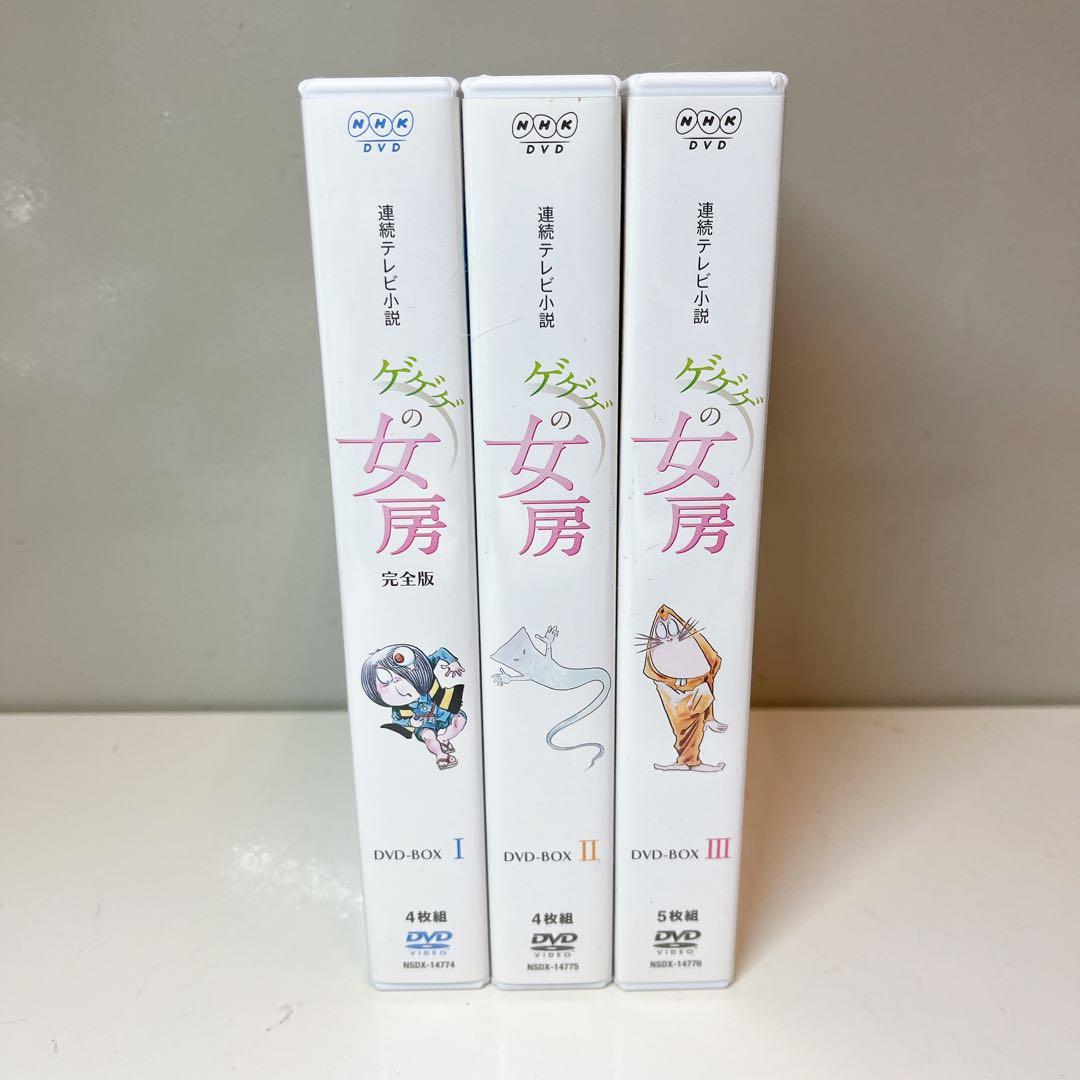 NHK
DVD
連続テレビ小説
ゲゲゲの
女房
完全版
DVD-BOX I
4枚組
DVD
VIDEO
NSDX-14774
NHK
DVD
連続テレビ小説
ゲゲゲの
女房
DVD-BOX II
4枚組
DVD
VIDEO
NSDX-14775
NHK
DVD
連続テレビ小説
ゲゲゲの
女房
DVD-BOX III
5枚組
DVD
VIDEO
NSDX-14776